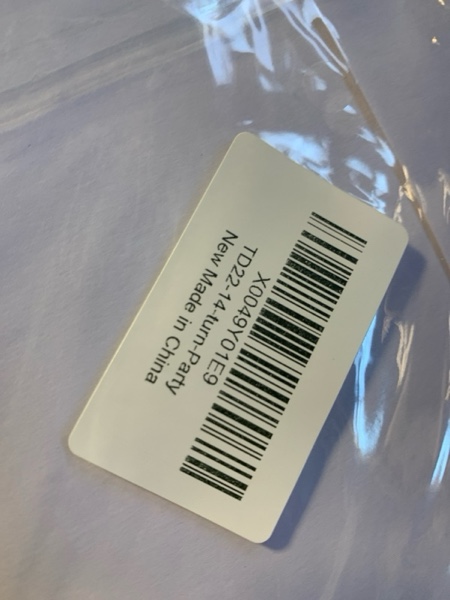 X0049Y01E9
TD22-14-turn-Party
New Made in China